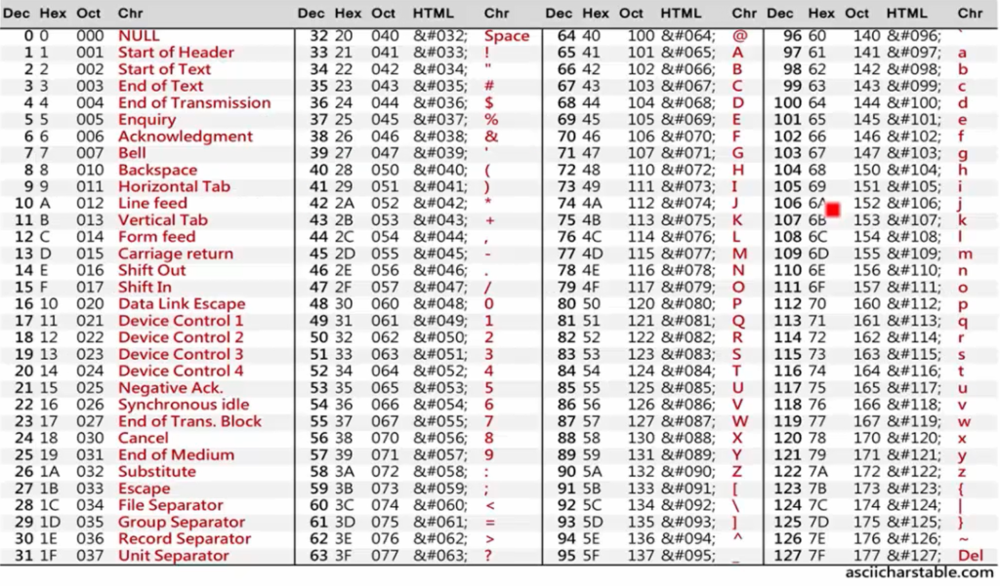 Dec Hex Oct Chr Dec Hex Oct HTML Chr Dec Hex Oct HTML Chr Dec Hex Oct HTML Chr
0 0 000 NULL 32 20 040 &#032; Space 64 40 100 &#064; @ 96 60 140 &#096; `
1 1 001 Start of Header 33 21 041 &#033; ! 65 41 101 &#065; A 97 61 141 &#097; a
2 2 002 Start of Text 34 22 042 &#034; " 66 42 102 &#066; B 98 62 142 &#098; b
3 3 003 End of Text 35 23 043 &#035; # 67 43 103 &#067; C 99 63 143 &#099; c
4 4 004 End of Transmission 36 24 044 &#036; $ 68 44 104 &#068; D 100 64 144 &#100; d
5 5 005 Enquiry 37 25 045 &#037; % 69 45 105 &#069; E 101 65 145 &#101; e
6 6 006 Acknowledgment 38 26 046 &#038; & 70 46 106 &#070; F 102 66 146 &#102; f
7 7 007 Bell 39 27 047 &#039; ' 71 47 107 &#071; G 103 67 147 &#103; g
8 8 010 Backspace 40 28 050 &#040; ( 72 48 110 &#072; H 104 68 150 &#104; h
9 9 011 Horizontal Tab 41 29 051 &#041; ) 73 49 111 &#073; I 105 69 151 &#105; i
10 A 012 Line feed 42 2A 052 &#042; * 74 4A 112 &#074; J 106 6A 152 &#106; j
11 B 013 Vertical Tab 43 2B 053 &#043; + 75 4B 113 &#075; K 107 6B 153 &#107; k
12 C 014 Form feed 44 2C 054 &#044; , 76 4C 114 &#076; L 108 6C 154 &#108; l
13 D 015 Carriage return 45 2D 055 &#045; - 77 4D 115 &#077; M 109 6D 155 &#109; m
14 E 016 Shift Out 46 2E 056 &#046; . 78 4E 116 &#078; N 110 6E 156 &#110; n
15 F 017 Shift In 47 2F 057 &#047; / 79 4F 117 &#079; O 111 6F 157 &#111; o
16 10 020 Data Link Escape 48 30 060 &#048; 0 80 50 120 &#080; P 112 70 160 &#112; p
17 11 021 Device Control 1 49 31 061 &#049; 1 81 51 121 &#081; Q 113 71 161 &#113; q
18 12 022 Device Control 2 50 32 062 &#050; 2 82 52 122 &#082; R 114 72 162 &#114; r
19 13 023 Device Control 3 51 33 063 &#051; 3 83 53 123 &#083; S 115 73 163 &#115; s
20 14 024 Device Control 4 52 34 064 &#052; 4 84 54 124 &#084; T 116 74 164 &#116; t
21 15 025 Negative Ack. 53 35 065 &#053; 5 85 55 125 &#085; U 117 75 165 &#117; u
22 16 026 Synchronous idle 54 36 066 &#054; 6 86 56 126 &#086; V 118 76 166 &#118; v
23 17 027 End of Trans. Block 55 37 067 &#055; 7 87 57 127 &#087; W 119 77 167 &#119; w
24 18 030 Cancel 56 38 070 &#056; 8 88 58 130 &#088; X 120 78 170 &#120; x
25 19 031 End of Medium 57 39 071 &#057; 9 89 59 131 &#089; Y 121 79 171 &#121; y
26 1A 032 Substitute 58 3A 072 &#058; : 90 5A 132 &#090; Z 122 7A 172 &#122; z
27 1B 033 Escape 59 3B 073 &#059; ; 91 5B 133 &#091; [ 123 7B 173 &#123; {
28 1C 034 File Separator 60 3C 074 &#060; < 92 5C 134 &#092; \ 124 7C 174 &#124; |
29 1D 035 Group Separator 61 3D 075 &#061; = 93 5D 135 &#093; ] 125 7D 175 &#125; }
30 1E 036 Record Separator 62 3E 076 &#062; > 94 5E 136 &#094; ^ 126 7E 176 &#126; ~
31 1F 037 Unit Separator 63 3F 077 &#063; ? 95 5F 137 &#095; _ 127 7F 177 &#127; Del
asciicharstable.com